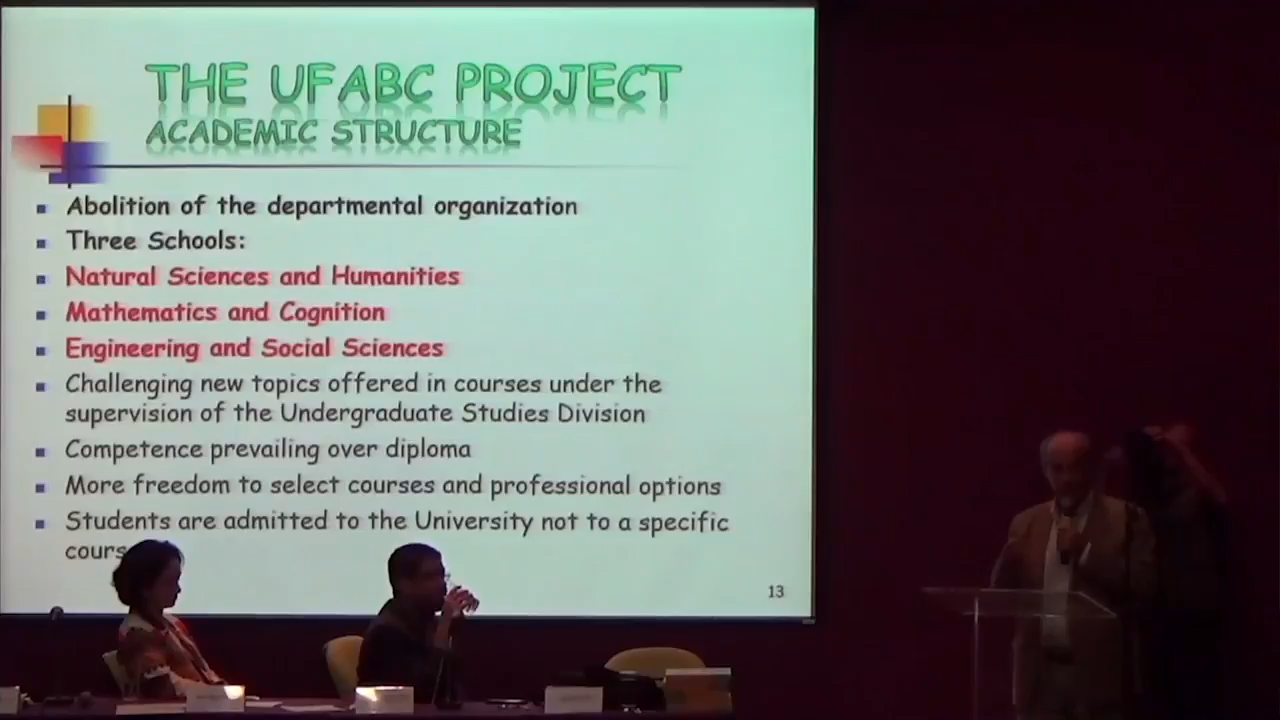 THE UFABC PROJECT
ACADEMIC STRUCTURE
Abolition of the departmental organization
Three Schools:
Natural Sciences and Humanities
Mathematics and Cognition
Engineering and Social Sciences
Challenging new topics offered in courses under the
supervision of the Undergraduate Studies Division
Competence prevailing over diploma
More freedom to select courses and professional options
Students are admitted to the University not to a specific
cours
13